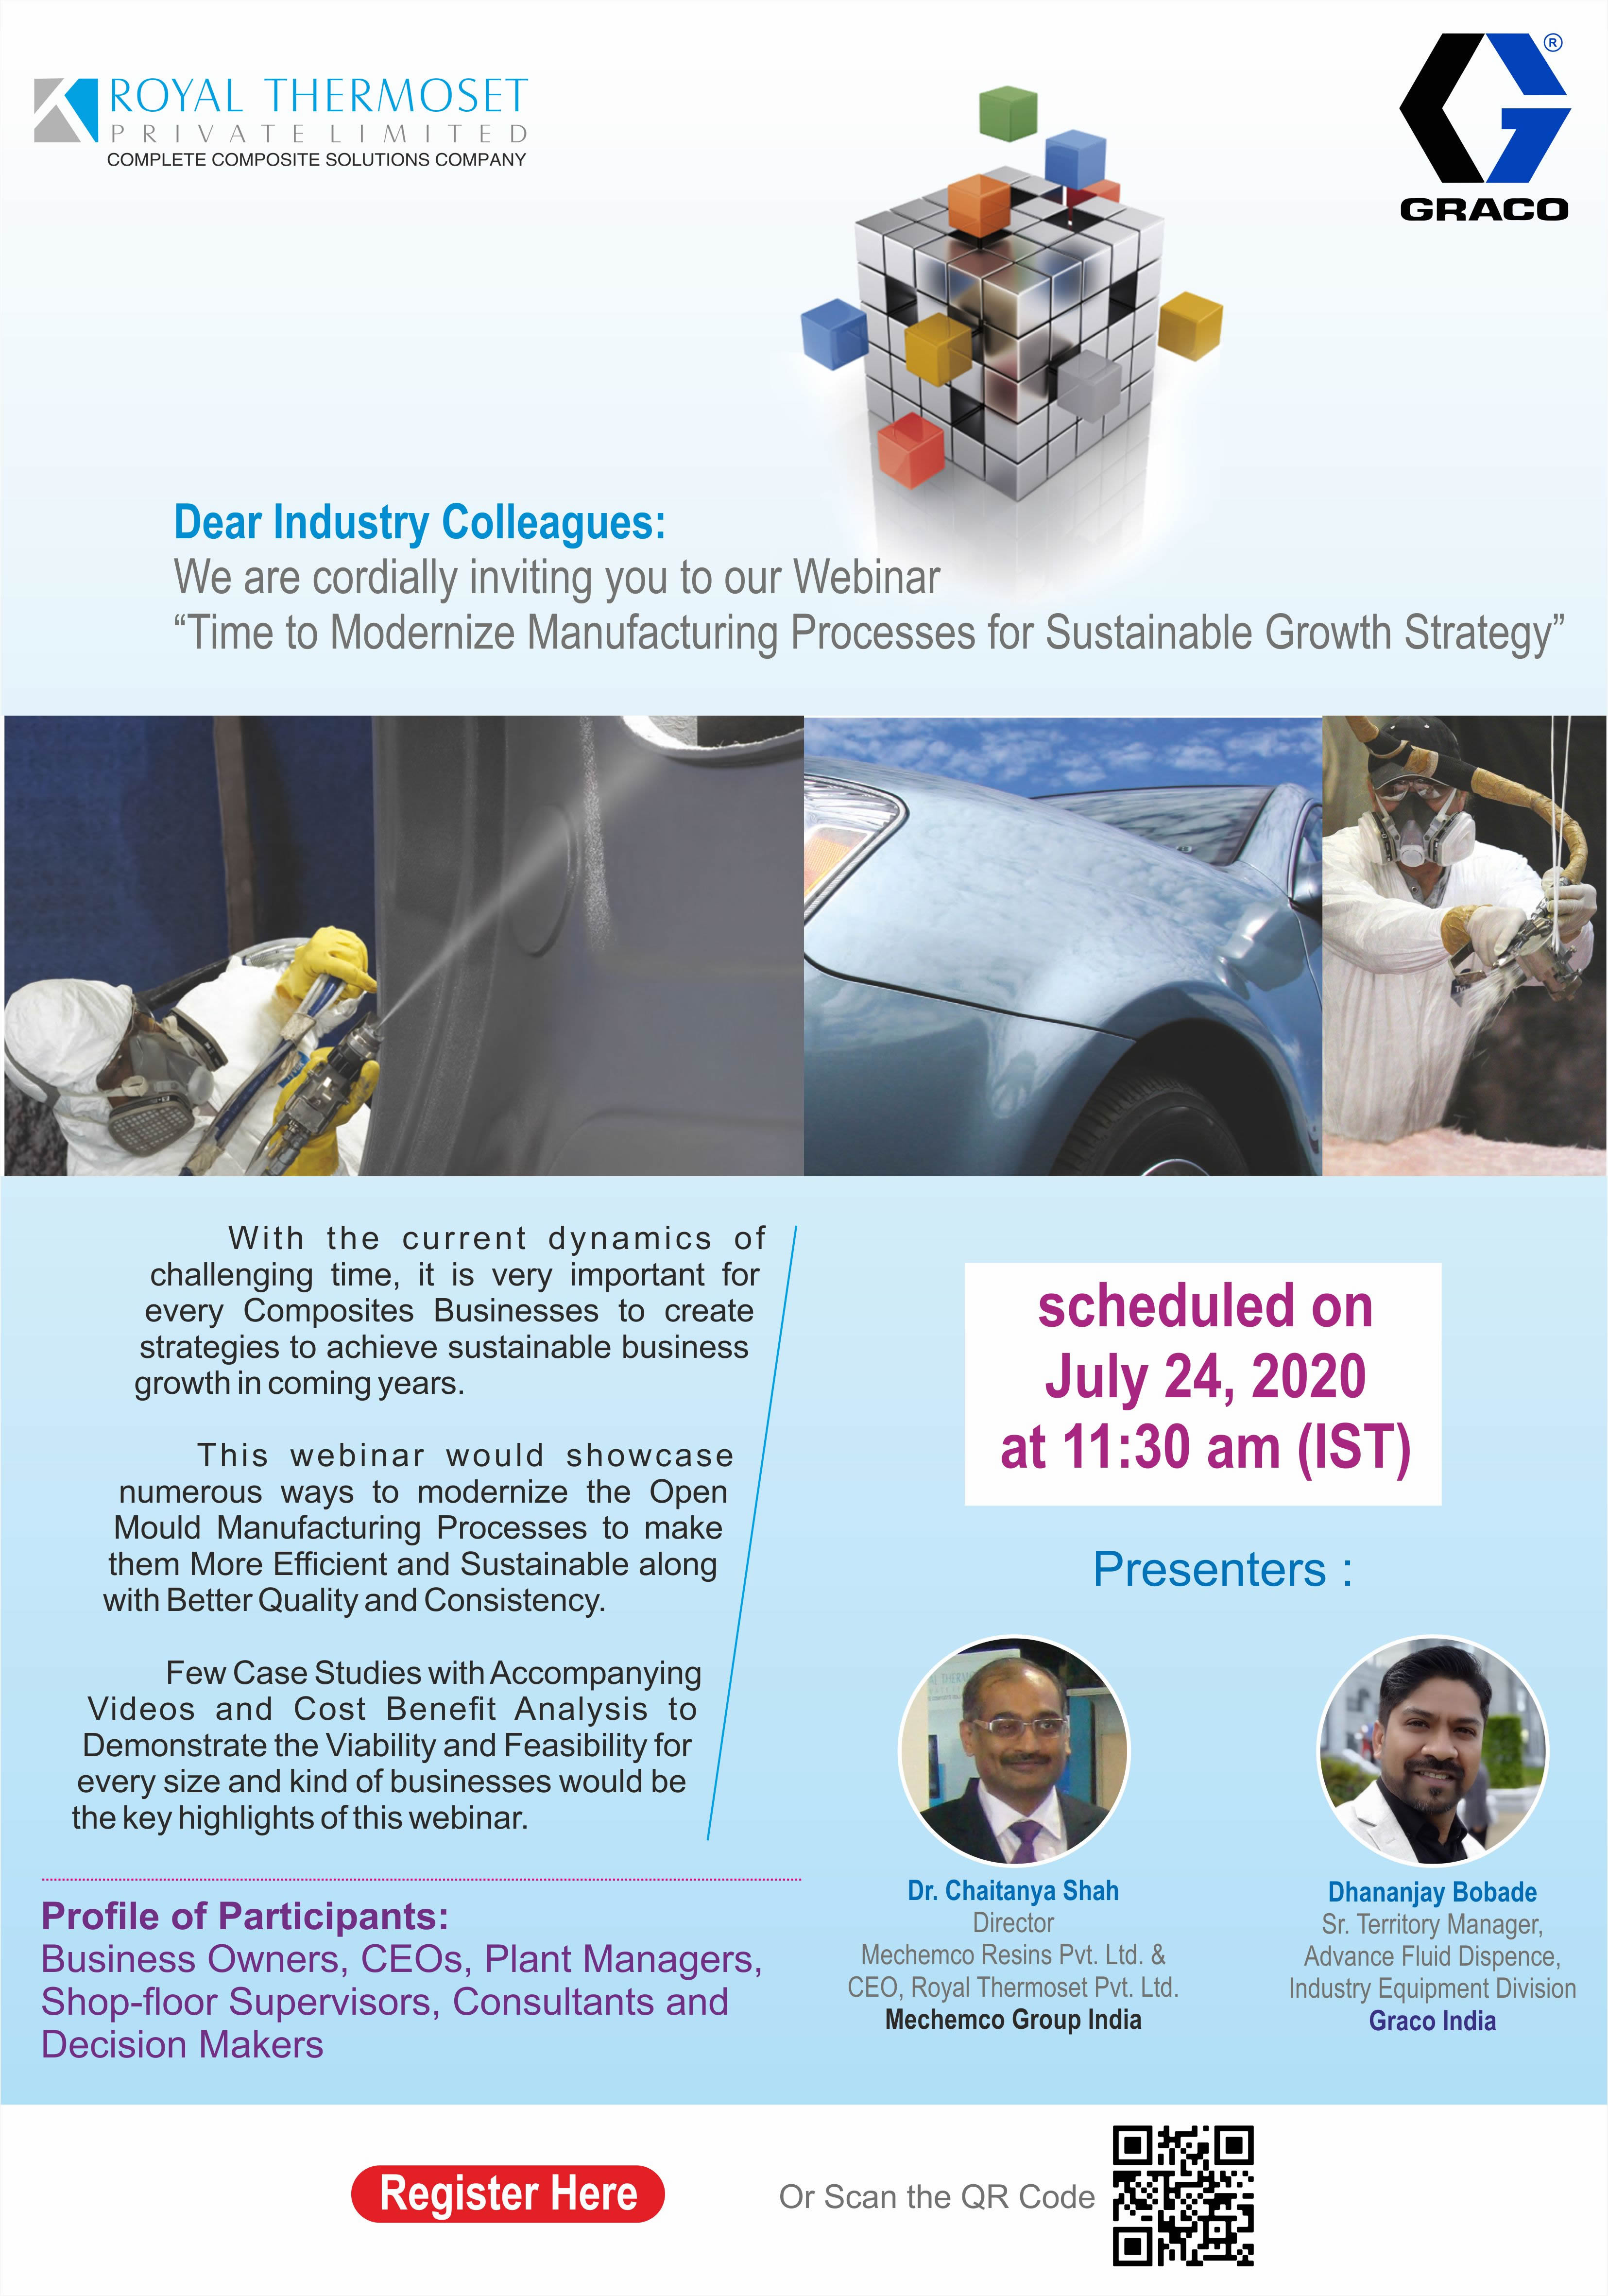 ROYAL THERMOSET
PRIVATE LIMITED
COMPLETE COMPOSITE SOLUTIONS COMPANY
®
GRACO
Dear Industry Colleagues:
We are cordially inviting you to our Webinar
“Time to Modernize Manufacturing Processes for Sustainable Growth Strategy”
With the current dynamics of
challenging time, it is very important for
every Composites Businesses to create
strategies to achieve sustainable business
growth in coming years.
This webinar would showcase
numerous ways to modernize the Open
Mould Manufacturing Processes to make
them More Efficient and Sustainable along
with Better Quality and Consistency.
Few Case Studies with Accompanying
Videos and Cost Benefit Analysis to
Demonstrate the Viability and Feasibility for
every size and kind of businesses would be
the key highlights of this webinar.
Profile of Participants:
Business Owners, CEOs, Plant Managers,
Shop-floor Supervisors, Consultants and
Decision Makers
scheduled on
July 24, 2020
at 11:30 am (IST)
Presenters :
Dr. Chaitanya Shah
Director
Mechemco Resins Pvt. Ltd. &
CEO, Royal Thermoset Pvt. Ltd.
Mechemco Group India
Dhananjay Bobade
Sr. Territory Manager,
Advance Fluid Dispence,
Industry Equipment Division
Graco India
Register Here
Or Scan the QR Code